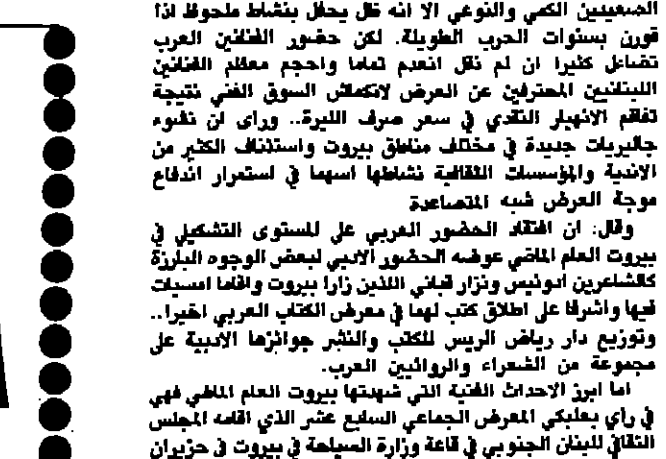 الصعيدين الكمي والنوعي الا انه ظل يحفل بنشاط ملحوظ اذا
قورن بسنوات الحرب الطويلة. لكن حضور الفنانين العرب
تضاعل كثيرا ان لم نقل انعدم تماما واحجم معظم الفنانين
اللبنانيين المحترفين عن العرض لانكماش السوق الفني نتيجة
تفاقم الانهيار النقدي في سعر صرف الليرة.. وراى ان نشوء
جاليريات جديدة في مختلف مناطق بيروت واستئناف الكثير من
الاندية والمؤسسات الثقافية نشاطها اسهما في استمرار اندفاع
موجة العرض شبه المتصاعدة
وقال: ان افتقاد الحضور العربي على المستوى التشكيلي في
بيروت العام الماضي عوضه الحضور الادبي لبعض الوجوه البارزة
كالشاعرين ادونيس ونزار قباني اللذين زارا بيروت واقاما امسيات
فيها واشرفا على اطلاق كتب لهما في معرض الكتاب العربي اخيرا..
وتوزيع دار رياض الريس للكتب والنشر جوائزها الادبية على
مجموعة من الشعراء والروائيين العرب.
اما ابرز الاحداث الفنية التي شهدتها بيروت العام الماضي فهي
في رأي بعلبكي المعرض الجماعي السابع عشر الذي اقامه المجلس
الثقافي للبنان الجنوبي في قاعة وزارة السياحة في بيروت في حزيران